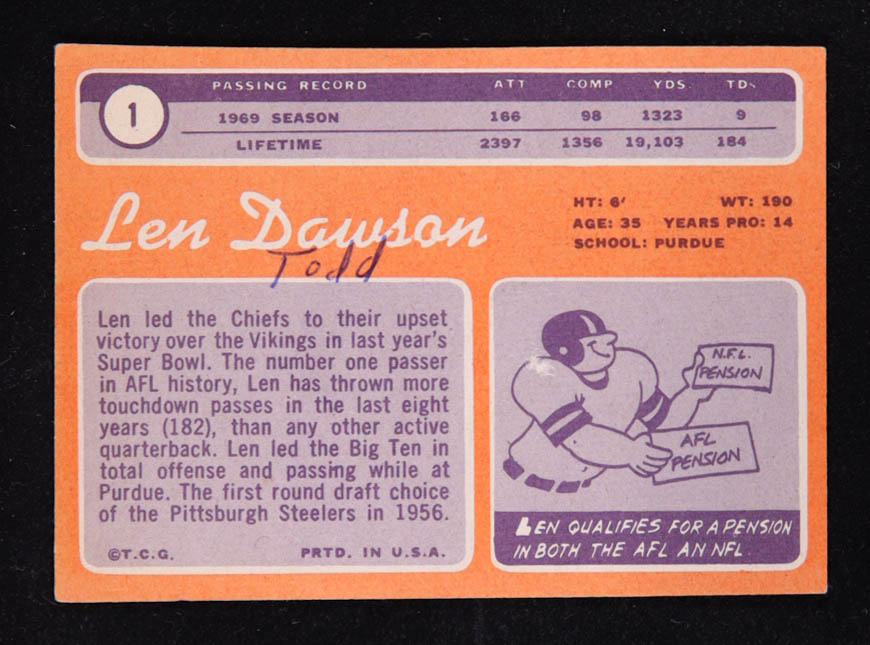 1
PASSING RECORD ATT COMP YDS. TDs
1969 SEASON 166 98 1323 9
LIFETIME 2397 1356 19,103 184
Len Dawson
Todd
HT: 6' WT: 190
AGE: 35 YEARS PRO: 14
SCHOOL: PURDUE
Len led the Chiefs to their upset
victory over the Vikings in last year's
Super Bowl. The number one passer
in AFL history, Len has thrown more
touchdown passes in the last eight
years (182), than any other active
quarterback. Len led the Big Ten in
total offense and passing while at
Purdue. The first round draft choice
of the Pittsburgh Steelers in 1956.
©T.C.G. PRTD. IN U.S.A.
N.F.L.
PENSION
AFL
PENSION
LEN QUALIFIES FOR A PENSION
IN BOTH THE AFL AN NFL.